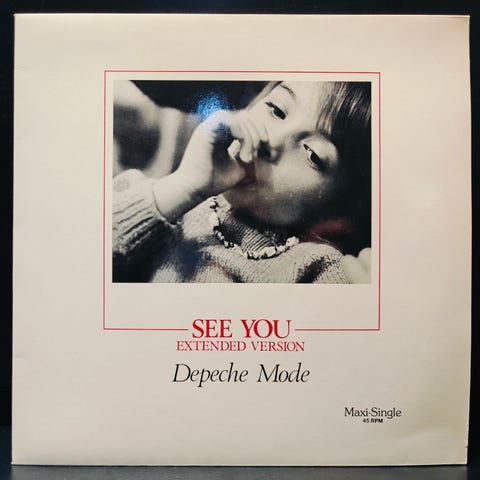 SEE YOU
EXTENDED VERSION
Depeche Mode
Maxi-Single
45 RPM